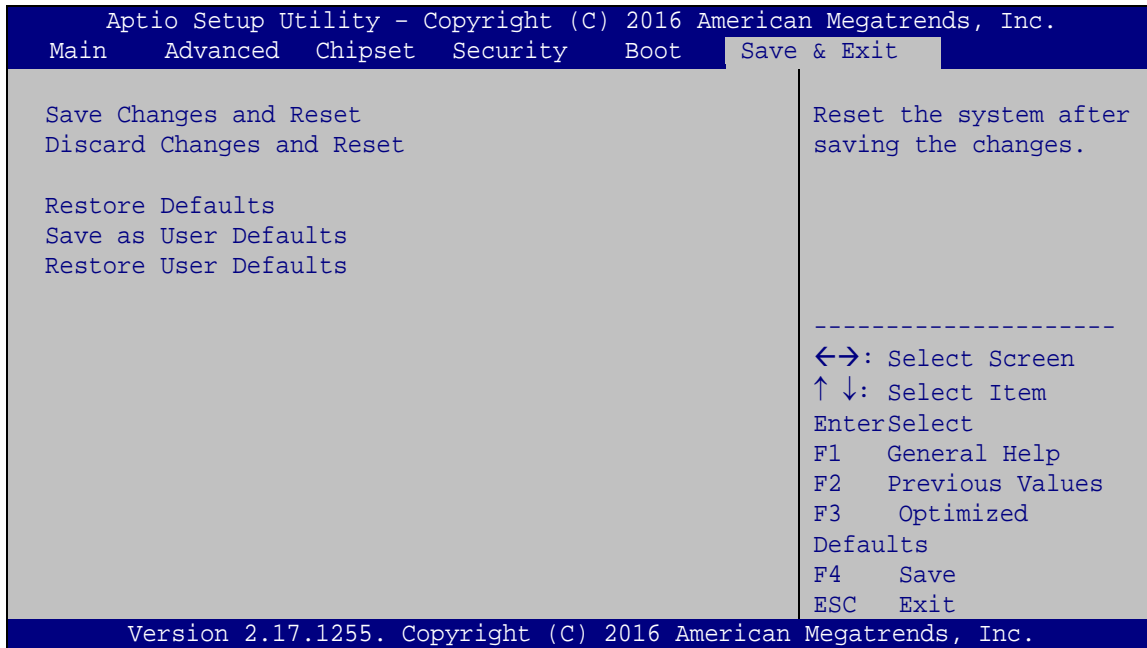 Aptio Setup Utility – Copyright (C) 2016 American Megatrends, Inc.
Main Advanced Chipset Security Boot Save & Exit
Save Changes and Reset
Discard Changes and Reset
Restore Defaults
Save as User Defaults
Restore User Defaults
Reset the system after
saving the changes.
---------------------
←→: Select Screen
↑ ↓: Select Item
EnterSelect
F1 General Help
F2 Previous Values
F3 Optimized
Defaults
F4 Save
ESC Exit
Version 2.17.1255. Copyright (C) 2016 American Megatrends, Inc.